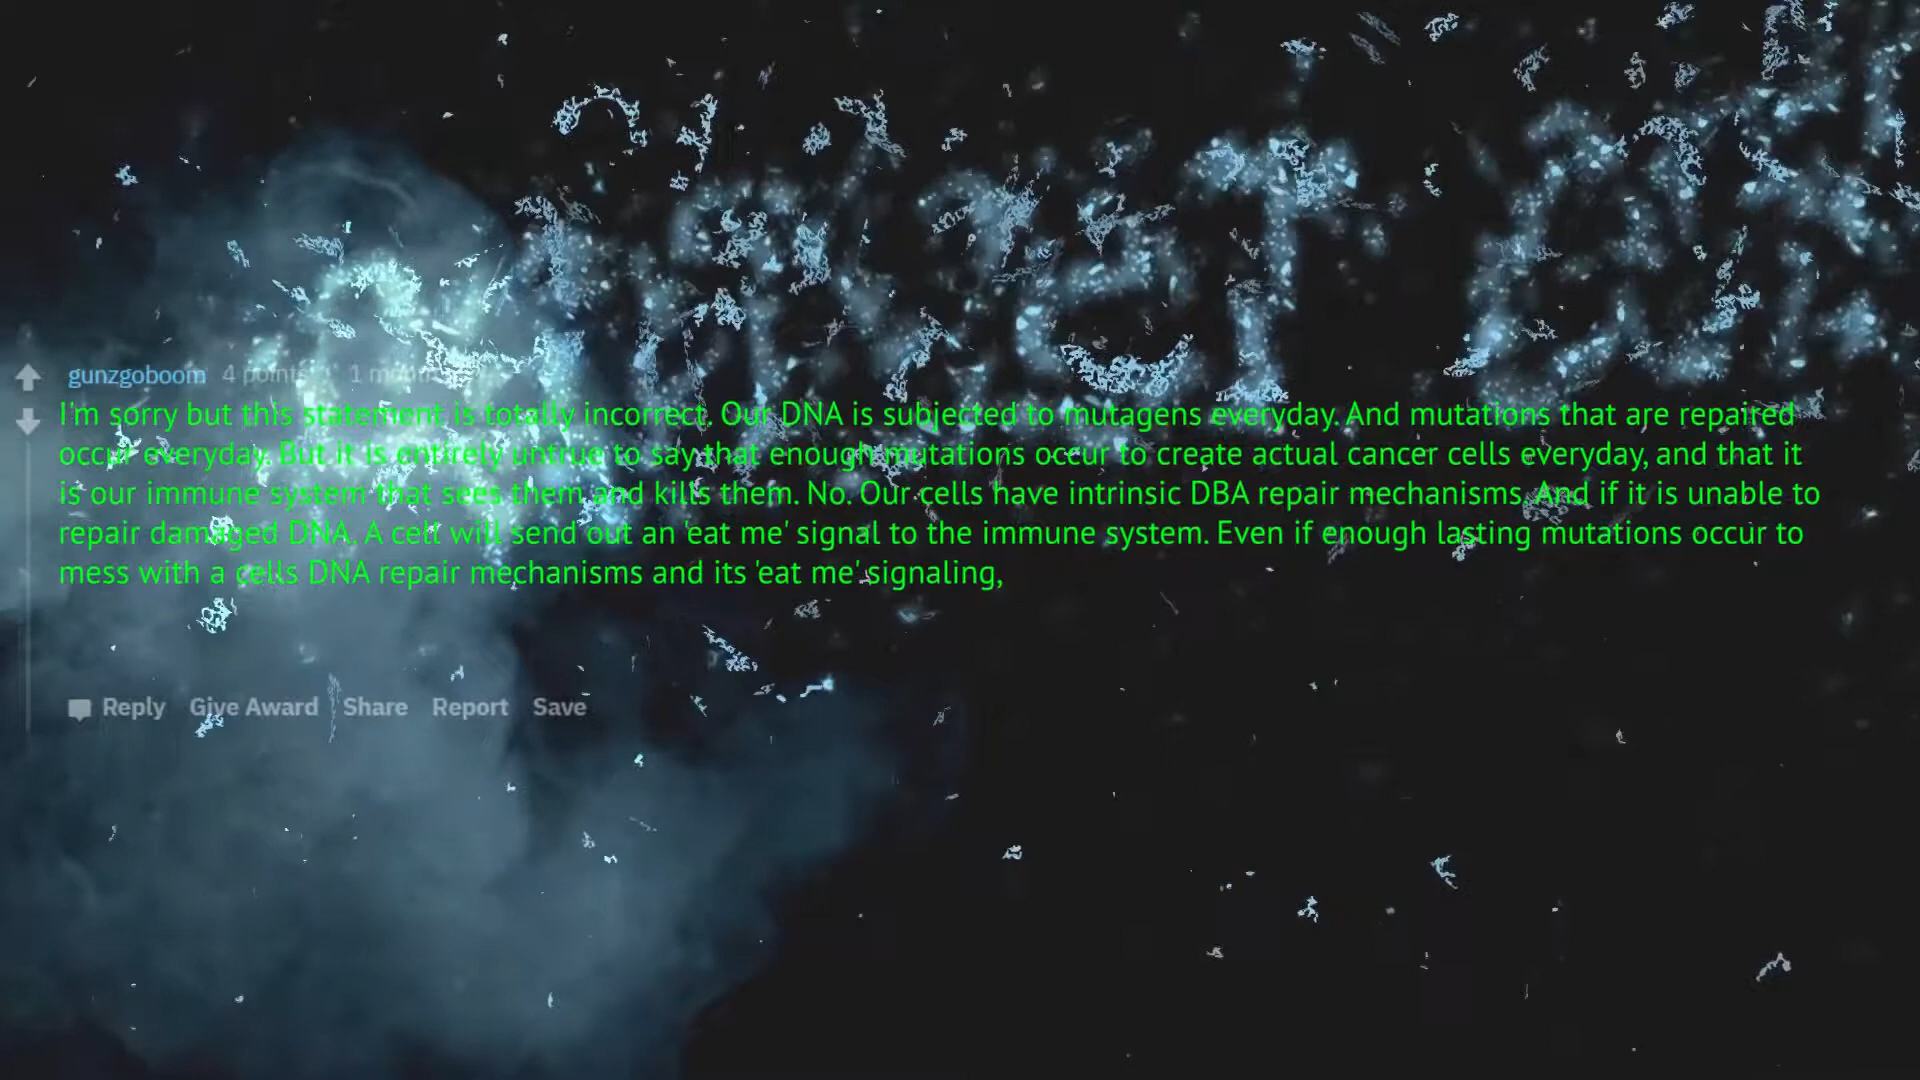 gunzgoboom 4 points 1 month
I'm sorry but this statement is totally incorrect. Our DNA is subjected to mutagens everyday. And mutations that are repaired
occur everyday. But it is entirely untrue to say that enough mutations occur to create actual cancer cells everyday, and that it
is our immune system that sees them and kills them. No. Our cells have intrinsic DBA repair mechanisms. And if it is unable to
repair damaged DNA. A cell will send out an 'eat me' signal to the immune system. Even if enough lasting mutations occur to
mess with a cells DNA repair mechanisms and its 'eat me' signaling,
Reply Give Award Share Report Save